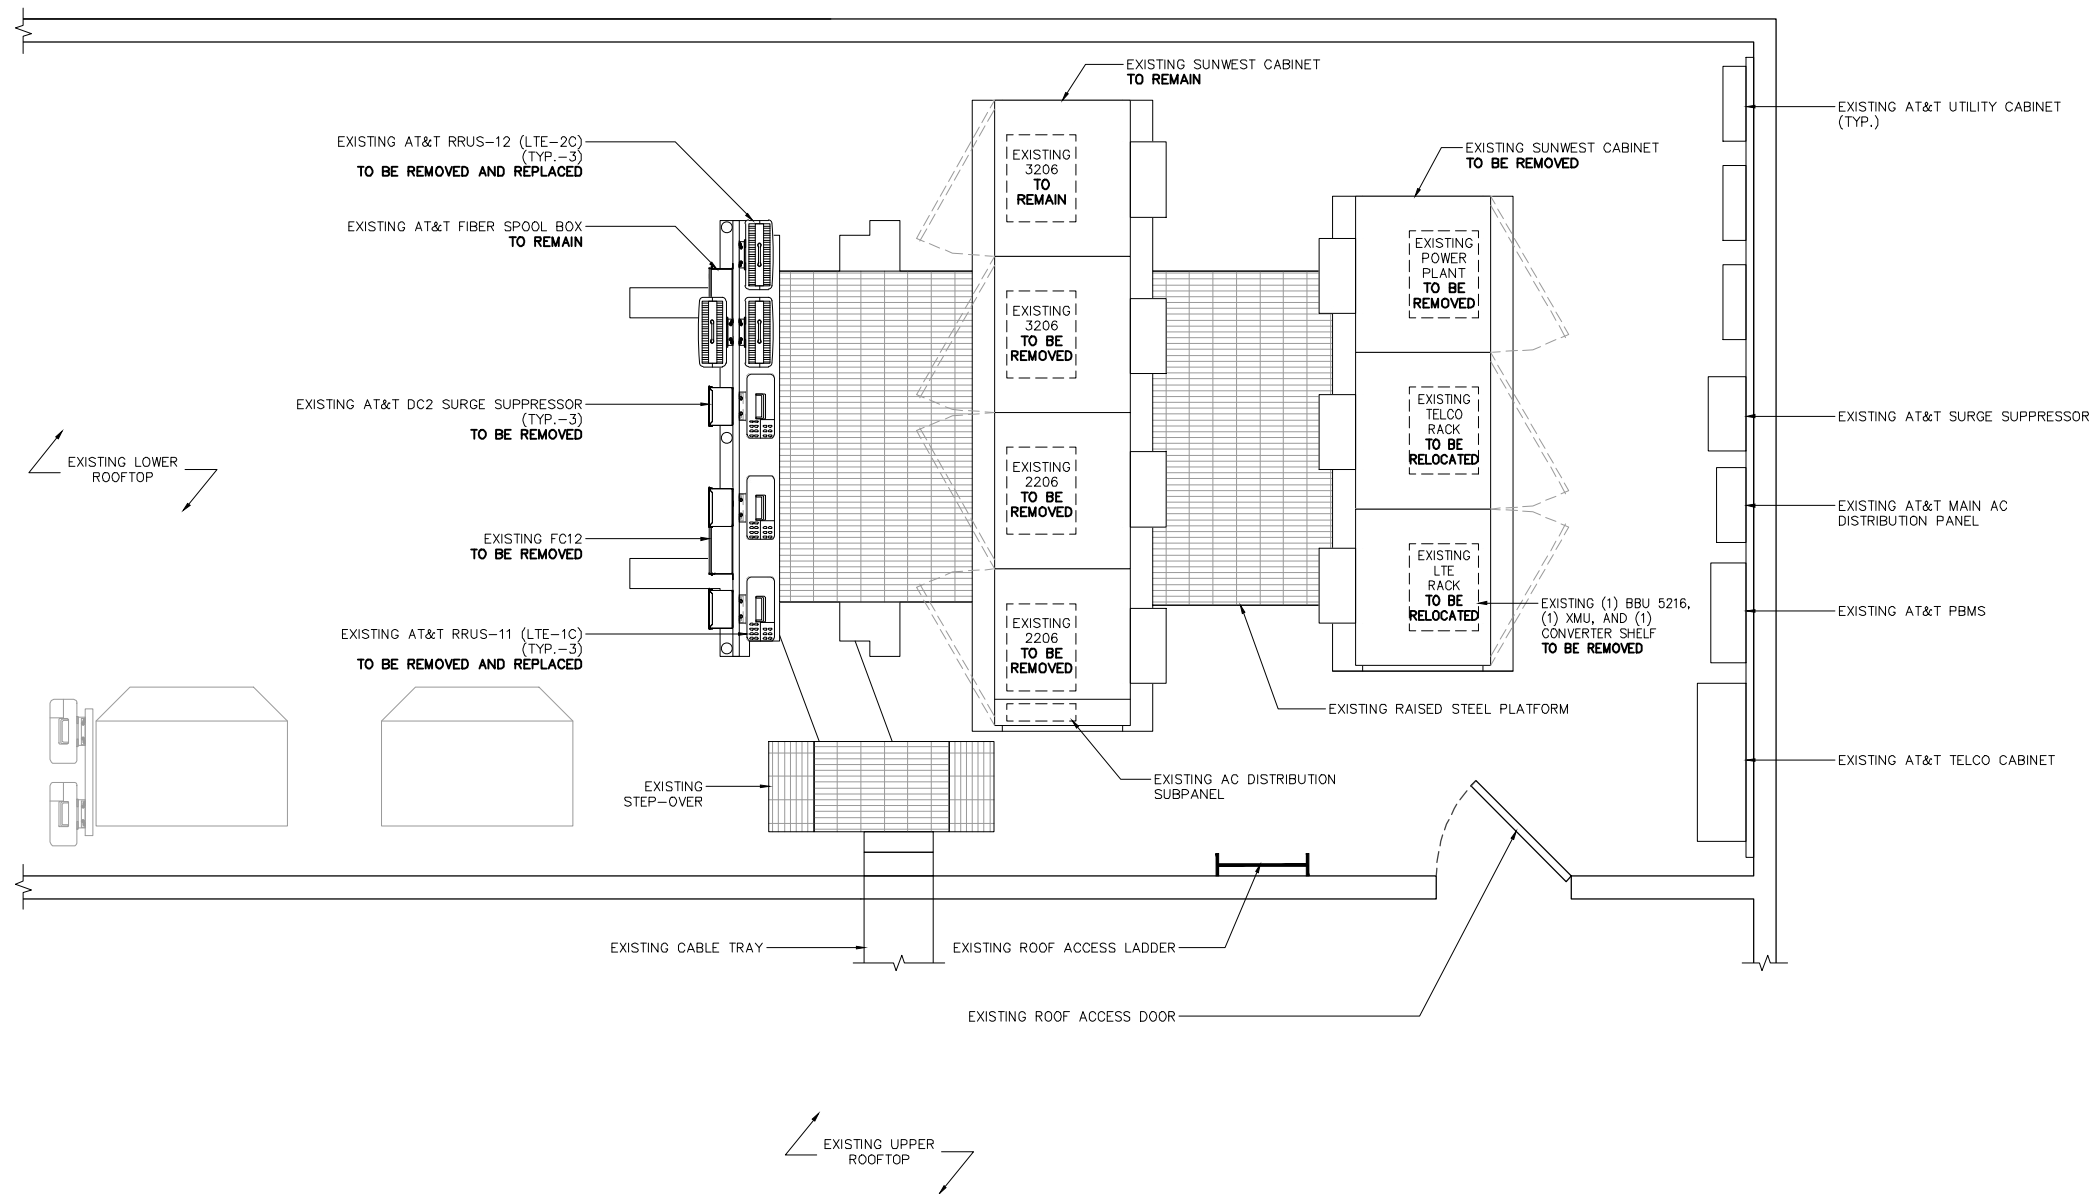 EXISTING SUNWEST CABINET
TO REMAIN
EXISTING AT&T UTILITY CABINET
(TYP.)
EXISTING AT&T RRUS-12 (LTE-2C)
(TYP.-3)
TO BE REMOVED AND REPLACED
EXISTING SUNWEST CABINET
TO BE REMOVED
EXISTING
3206
TO
REMAIN
EXISTING AT&T FIBER SPOOL BOX
TO REMAIN
EXISTING
POWER
PLANT
TO BE
REMOVED
EXISTING
3206
TO BE
REMOVED
EXISTING AT&T DC2 SURGE SUPPRESSOR
(TYP.-3)
TO BE REMOVED
EXISTING
TELCO
RACK
TO BE
RELOCATED
EXISTING AT&T SURGE SUPPRESSOR
EXISTING LOWER
ROOFTOP
EXISTING
2206
TO BE
REMOVED
EXISTING AT&T MAIN AC
DISTRIBUTION PANEL
EXISTING FC12
TO BE REMOVED
EXISTING
LTE
RACK
TO BE
RELOCATED
EXISTING (1) BBU 5216,
(1) XMU, AND (1)
CONVERTER SHELF
TO BE REMOVED
EXISTING AT&T PBMS
EXISTING
2206
TO BE
REMOVED
EXISTING AT&T RRUS-11 (LTE-1C)
(TYP.-3)
TO BE REMOVED AND REPLACED
EXISTING RAISED STEEL PLATFORM
EXISTING AT&T TELCO CABINET
EXISTING AC DISTRIBUTION
SUBPANEL
EXISTING
STEP-OVER
EXISTING CABLE TRAY
EXISTING ROOF ACCESS LADDER
EXISTING ROOF ACCESS DOOR
EXISTING UPPER
ROOFTOP